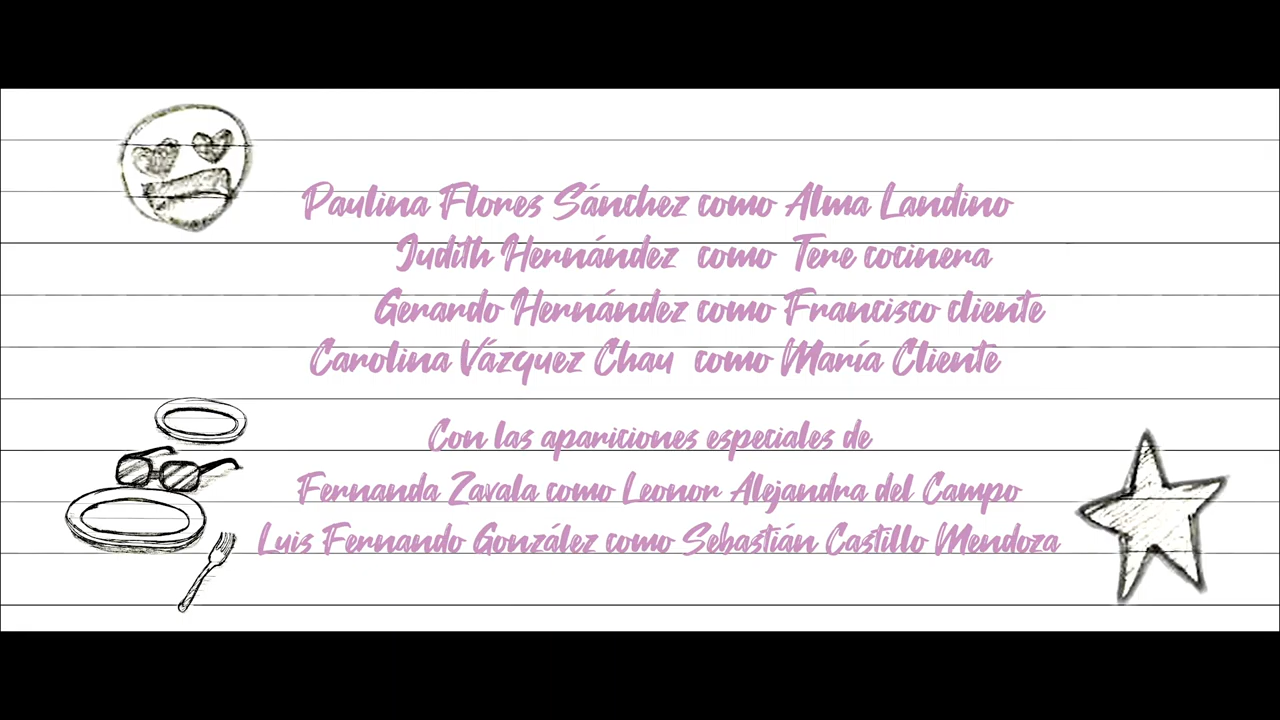 Paulina Flores Sánchez como Alma Landino
Judith Hernández como Tere cocinera
Gerardo Hernández como Francisco cliente
Carolina Vázquez Chau como María Cliente
Con las apariciones especiales de
Fernanda Zavala como Leonor Alejandra del Campo
Luis Fernando González como Sebastián Castillo Mendoza